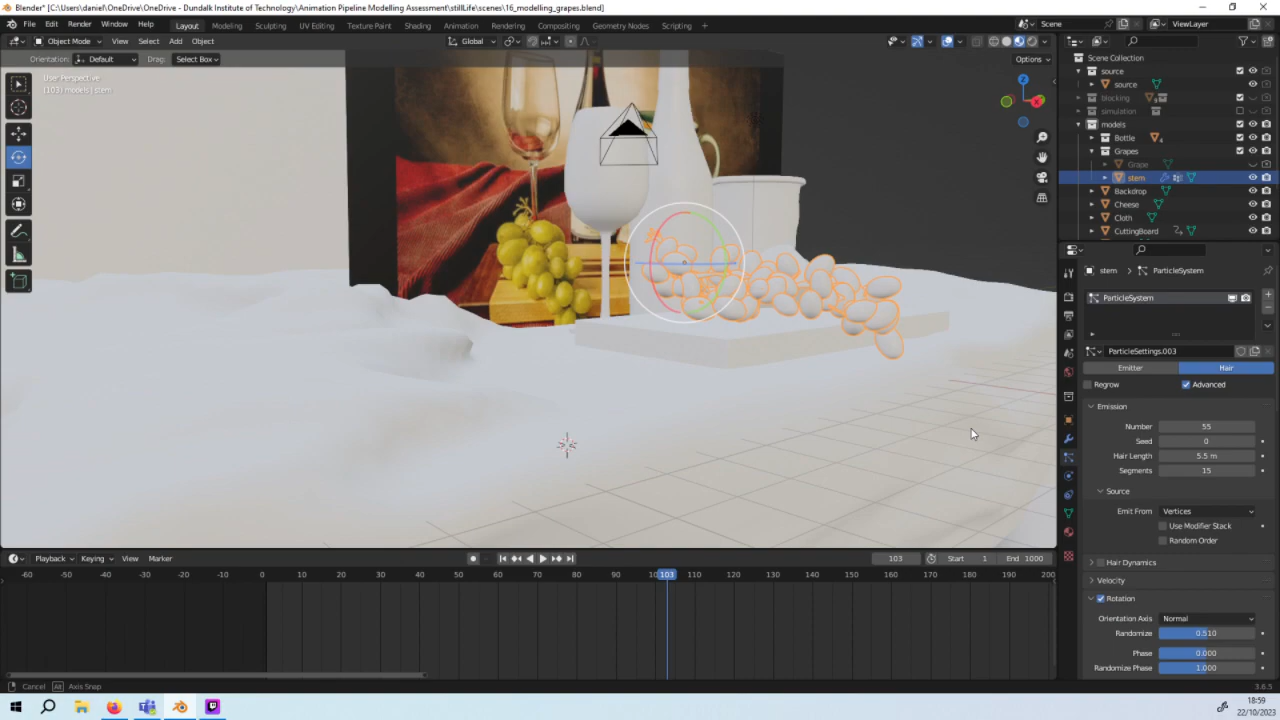 Blender* [C:\Users\daniel\OneDrive\OneDrive - Dundalk Institute of Technology\Animation Pipeline Modelling Assessment\stillLife\scenes\16_modelling_grapes.blend]
File Edit Render Window Help Layout Modeling Sculpting UV Editing Texture Paint Shading Animation Rendering Compositing Geometry Nodes Scripting + Scene ViewLayer
Object Mode View Select Add Object Global
Orientation: Default Drag: Select Box Options
User Perspective
(103) models | stem
Scene Collection
source
source
blocking
simulation
models
Bottle
Grapes
Grape
stem
Backdrop
Cheese
Cloth
CuttingBoard
stem ParticleSystem
ParticleSystem
ParticleSettings.003
Emitter Hair
Regrow Advanced
Emission
Number 55
Seed 0
Hair Length 5.5 m
Segments 15
Source
Emit From Vertices
Use Modifier Stack
Random Order
Hair Dynamics
Velocity
Rotation
Orientation Axis Normal
Randomize 0.510
Phase 0.000
Randomize Phase 1.000
Playback Keying View Marker 103 Start 1 End 1000
-60 -50 -40 -30 -20 -10 0 10 20 30 40 50 60 70 80 90 103 110 120 130 140 150 160 170 180 190 200
Cancel Alt Axis Snap 3.6.5
18:59
22/10/2023